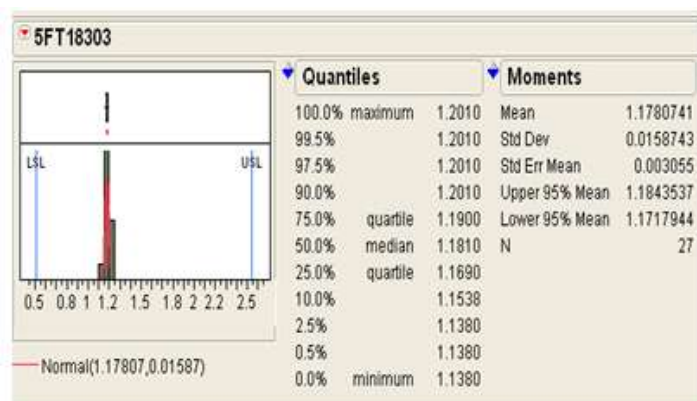 5FT18303
LSL USL
0.5 0.8 1 1.2 1.5 1.8 2 2.2 2.5
Normal(1.17807,0.01587)
Quantiles
100.0% maximum 1.2010
99.5% 1.2010
97.5% 1.2010
90.0% 1.2010
75.0% quartile 1.1900
50.0% median 1.1810
25.0% quartile 1.1690
10.0% 1.1538
2.5% 1.1380
0.5% 1.1380
0.0% minimum 1.1380
Moments
Mean 1.1780741
Std Dev 0.0158743
Std Err Mean 0.003055
Upper 95% Mean 1.1843537
Lower 95% Mean 1.1717944
N 27